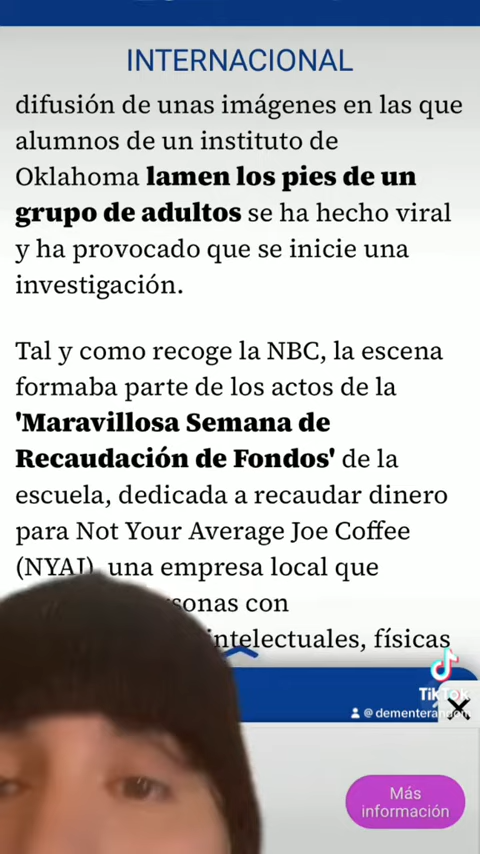 INTERNACIONAL
difusión de unas imágenes en las que
alumnos de un instituto de
Oklahoma lamen los pies de un
grupo de adultos se ha hecho viral
y ha provocado que se inicie una
investigación.
Tal y como recoge la NBC, la escena
formaba parte de los actos de la
'Maravillosa Semana de
Recaudación de Fondos' de la
escuela, dedicada a recaudar dinero
para Not Your Average Joe Coffee
(NYAJ), una empresa local que
con
intelectuales, físicas
TikTok
Más
información